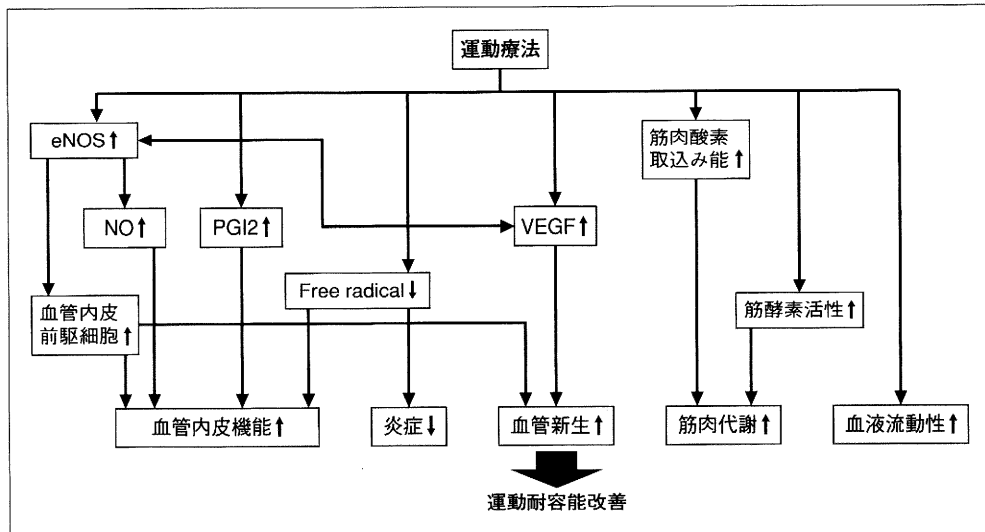 運動療法
eNOS↑
筋肉酸素
取込み能↑
NO↑
PGI2↑
VEGF↑
Free radical↓
血管内皮
前駆細胞↑
筋酵素活性↑
血管内皮機能↑
炎症↓
血管新生↑
筋肉代謝↑
血液流動性↑
運動耐容能改善